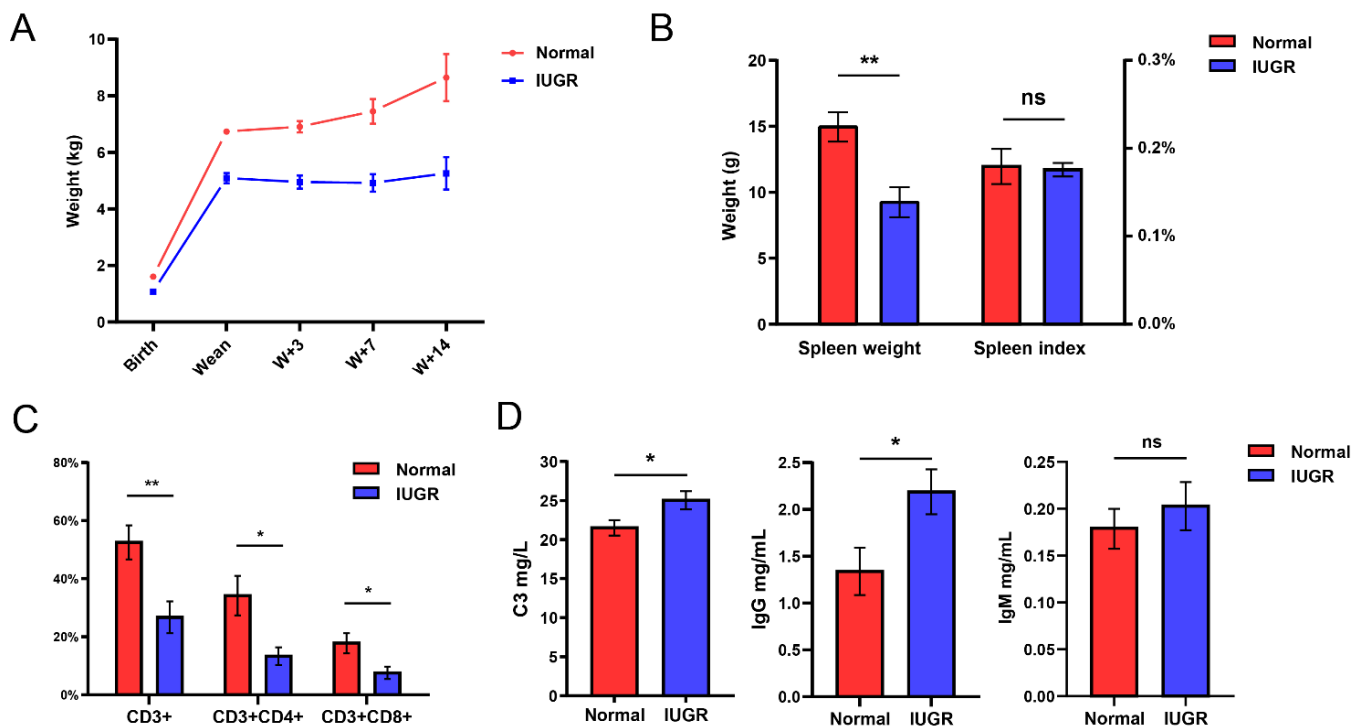 A
Weight (kg)
10
8
6
4
2
0
Birth
Wean
W+3
W+7
W+14
Normal
IUGR
B
Weight (g)
20
15
10
5
0
**
ns
0.3%
0.2%
0.1%
0.0%
Spleen weight
Spleen index
Normal
IUGR
C
80%
60%
40%
20%
0%
**
*
*
CD3+
CD3+CD4+
CD3+CD8+
Normal
IUGR
D
C3 mg/L
30
25
20
15
10
5
0
*
Normal
IUGR
IgG mg/mL
2.5
2.0
1.5
1.0
0.5
0.0
*
Normal
IUGR
IgM mg/mL
0.25
0.20
0.15
0.10
0.05
0.00
ns
Normal
IUGR
Normal
IUGR